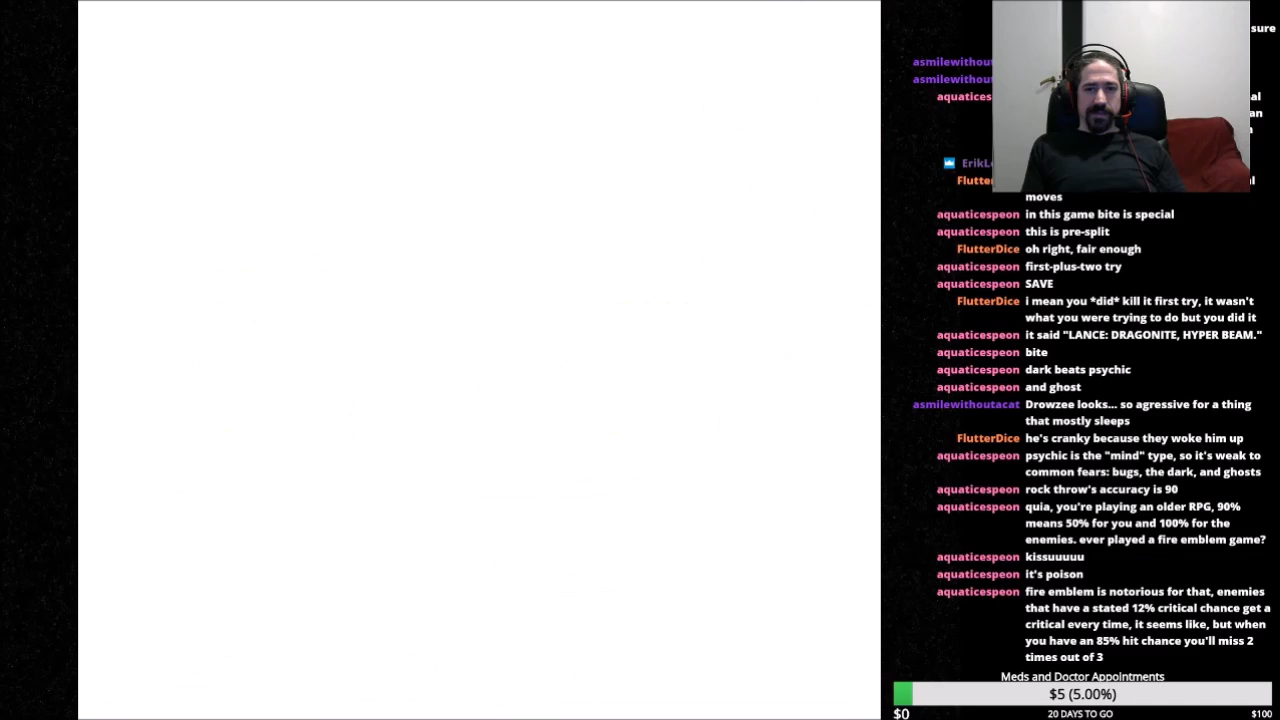 sure
asmilewithou
asmilewithou
aquatices al
an
ErikL
Flutter
moves
aquaticespeon in this game bite is special
aquaticespeon this is pre-split
FlutterDice oh right, fair enough
aquaticespeon first-plus-two try
aquaticespeon SAVE
FlutterDice i mean you *did* kill it first try, it wasn't
what you were trying to do but you did it
aquaticespeon it said "LANCE: DRAGONITE, HYPER BEAM."
aquaticespeon bite
aquaticespeon dark beats psychic
aquaticespeon and ghost
asmilewithoutacat Drowzee looks... so agressive for a thing
that mostly sleeps
FlutterDice he's cranky because they woke him up
aquaticespeon psychic is the "mind" type, so it's weak to
common fears: bugs, the dark, and ghosts
aquaticespeon rock throw's accuracy is 90
aquaticespeon quia, you're playing an older RPG, 90%
means 50% for you and 100% for the
enemies. ever played a fire emblem game?
aquaticespeon kissuuuuu
aquaticespeon it's poison
aquaticespeon fire emblem is notorious for that, enemies
that have a stated 12% critical chance get a
critical every time, it seems like, but when
you have an 85% hit chance you'll miss 2
times out of 3
Meds and Doctor Appointments
$5 (5.00%)
$0 20 DAYS TO GO $100